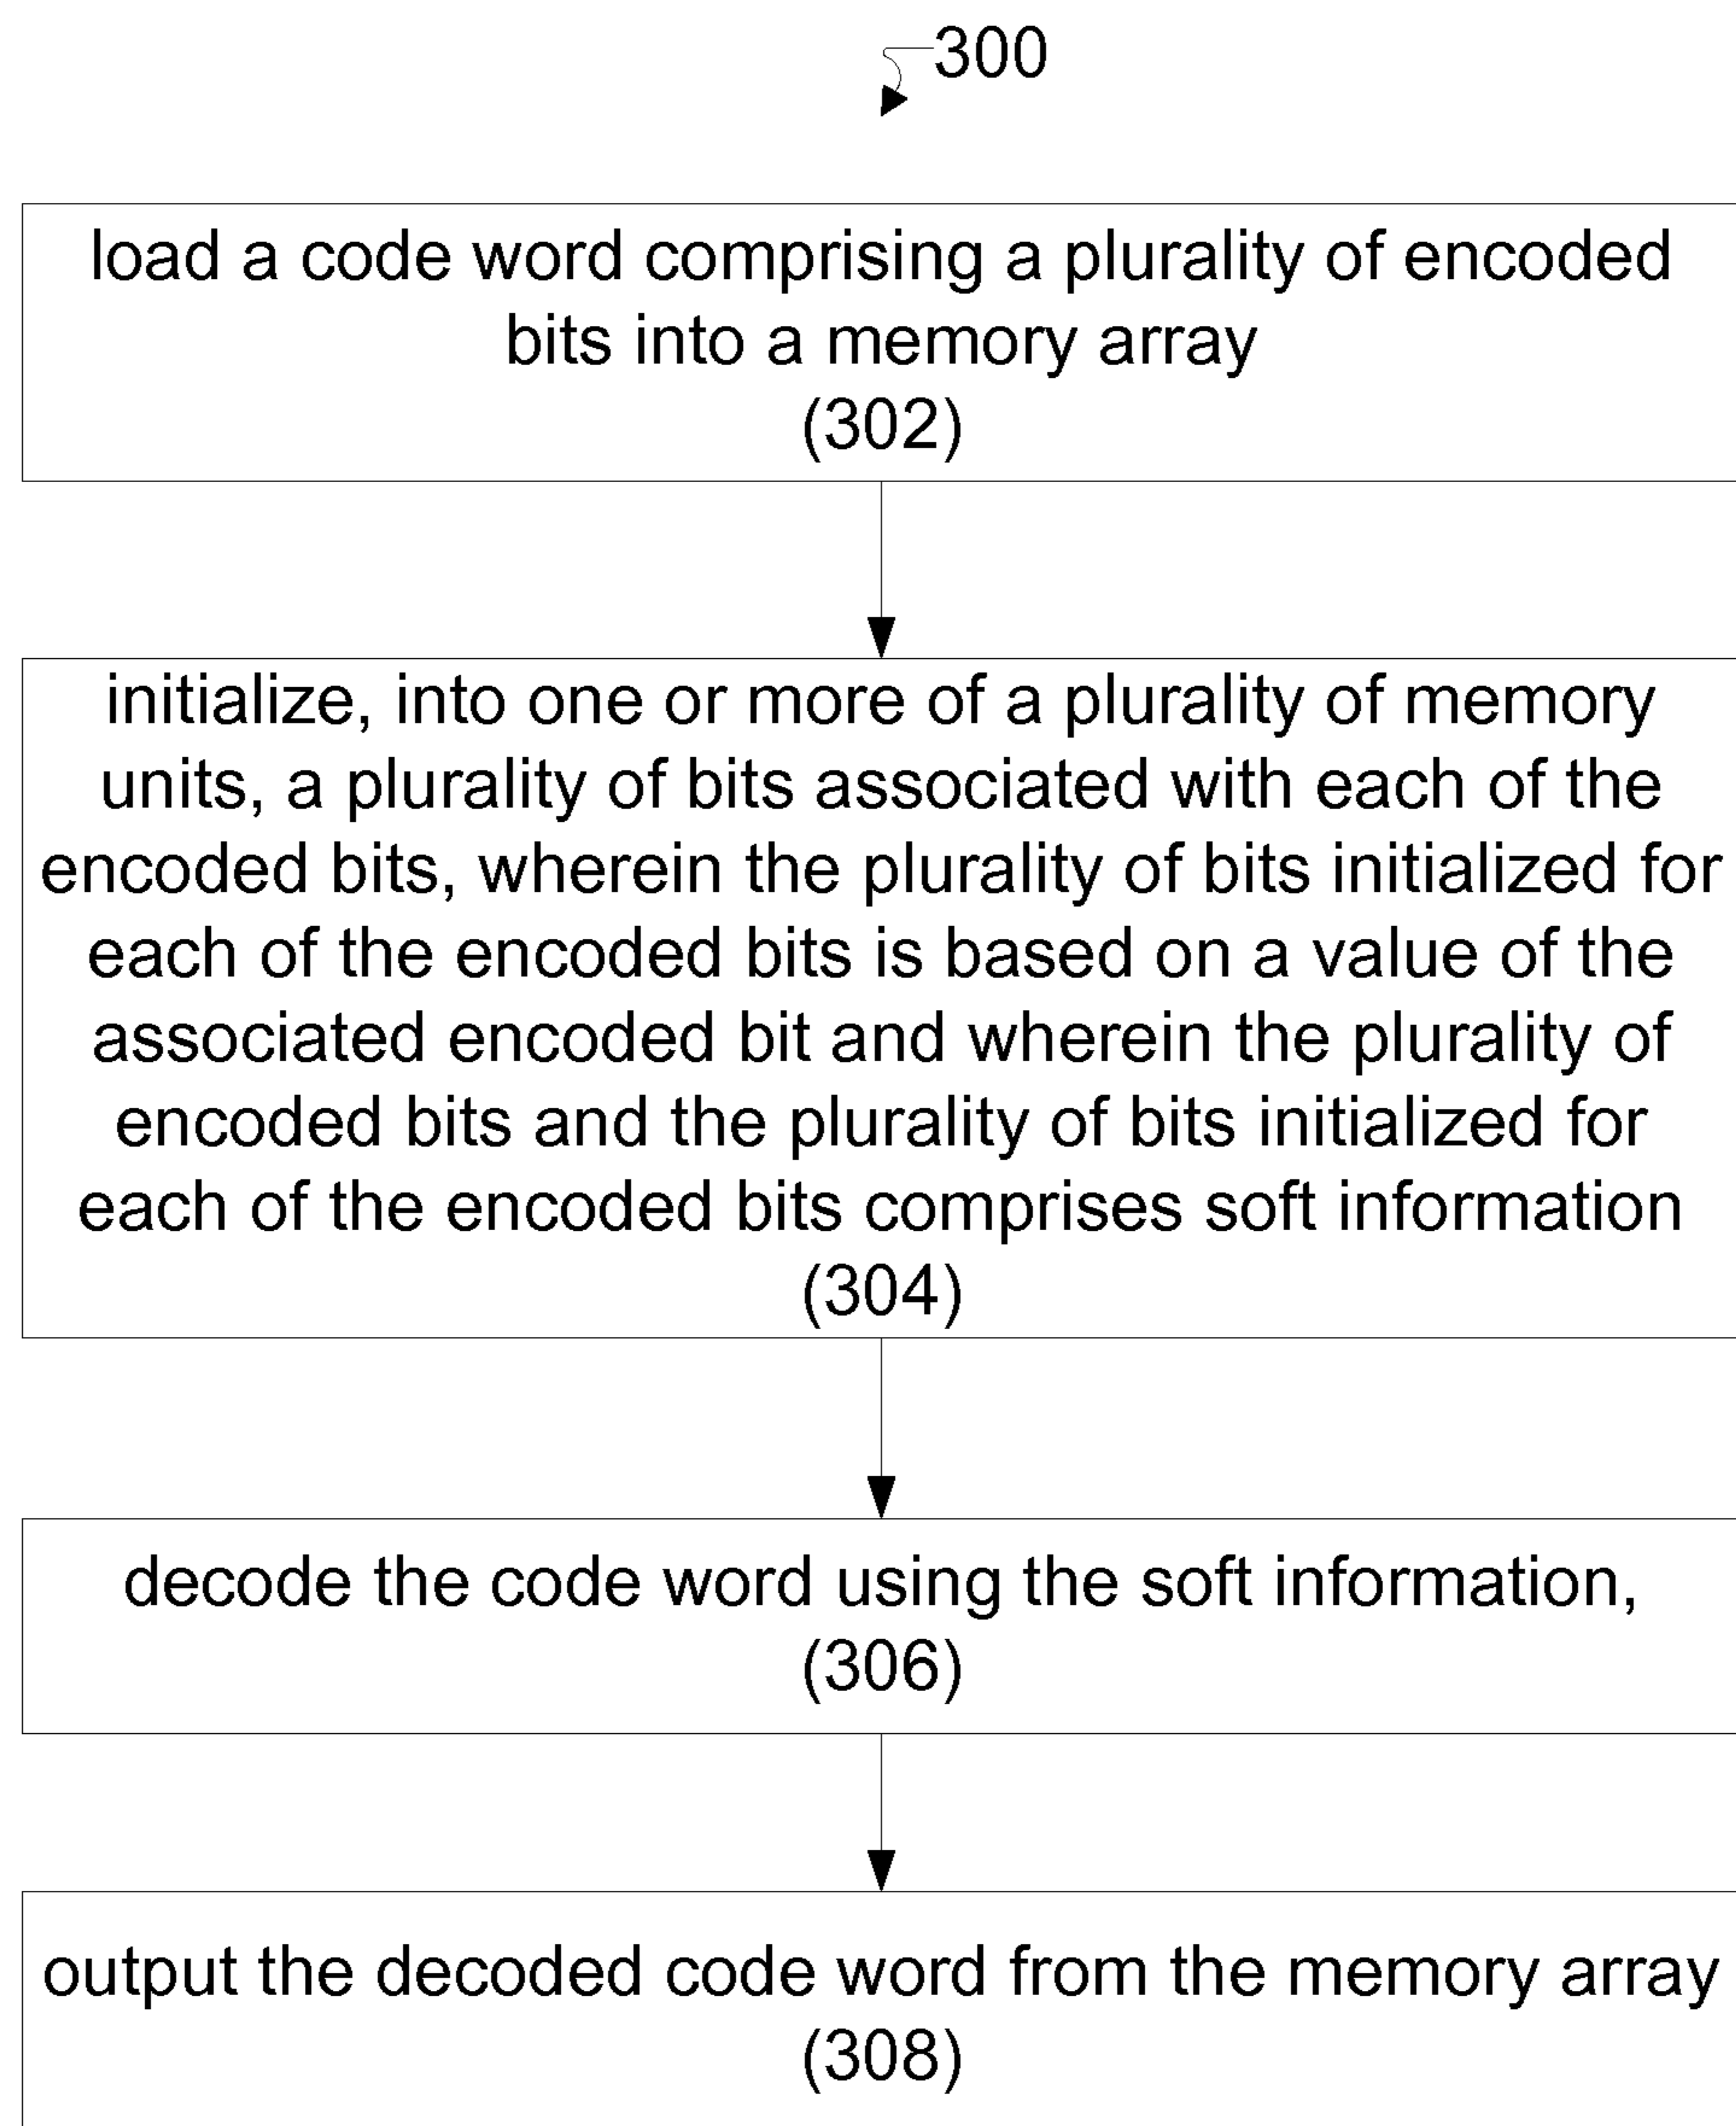 300
load a code word comprising a plurality of encoded
bits into a memory array
(302)
initialize, into one or more of a plurality of memory
units, a plurality of bits associated with each of the
encoded bits, wherein the plurality of bits initialized for
each of the encoded bits is based on a value of the
associated encoded bit and wherein the plurality of
encoded bits and the plurality of bits initialized for
each of the encoded bits comprises soft information
(304)
decode the code word using the soft information,
(306)
output the decoded code word from the memory array
(308)